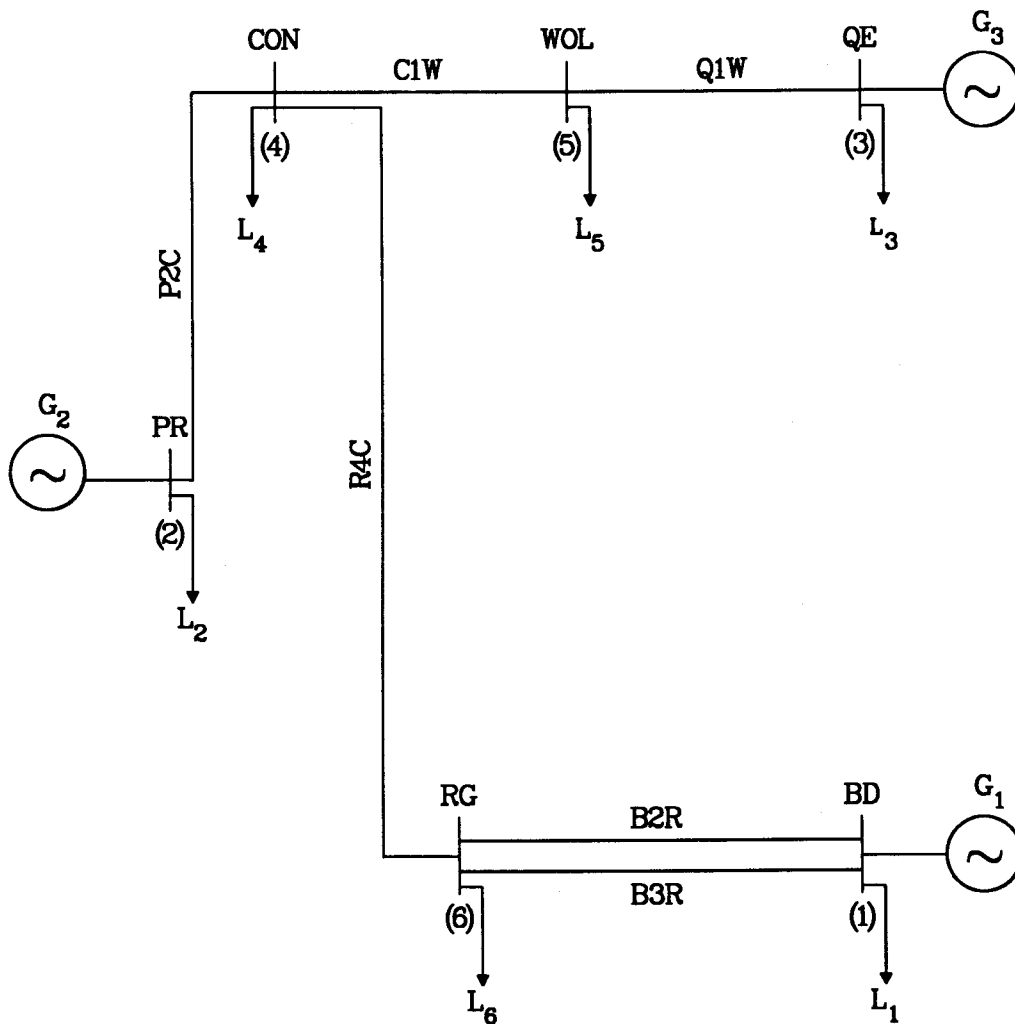 CON
WOL
QE
G3
C1W
Q1W
(4)
(5)
(3)
L4
L5
L3
P2C
G2
PR
R4C
(2)
L2
RG
BD
G1
B2R
B3R
(6)
(1)
L6
L1